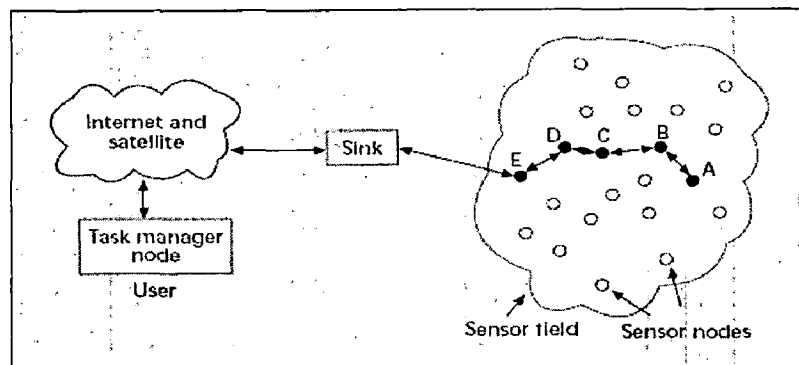 Internet and
satellite
Sink
Task manager
node
User
E
D
C
B
A
Sensor field
Sensor nodes